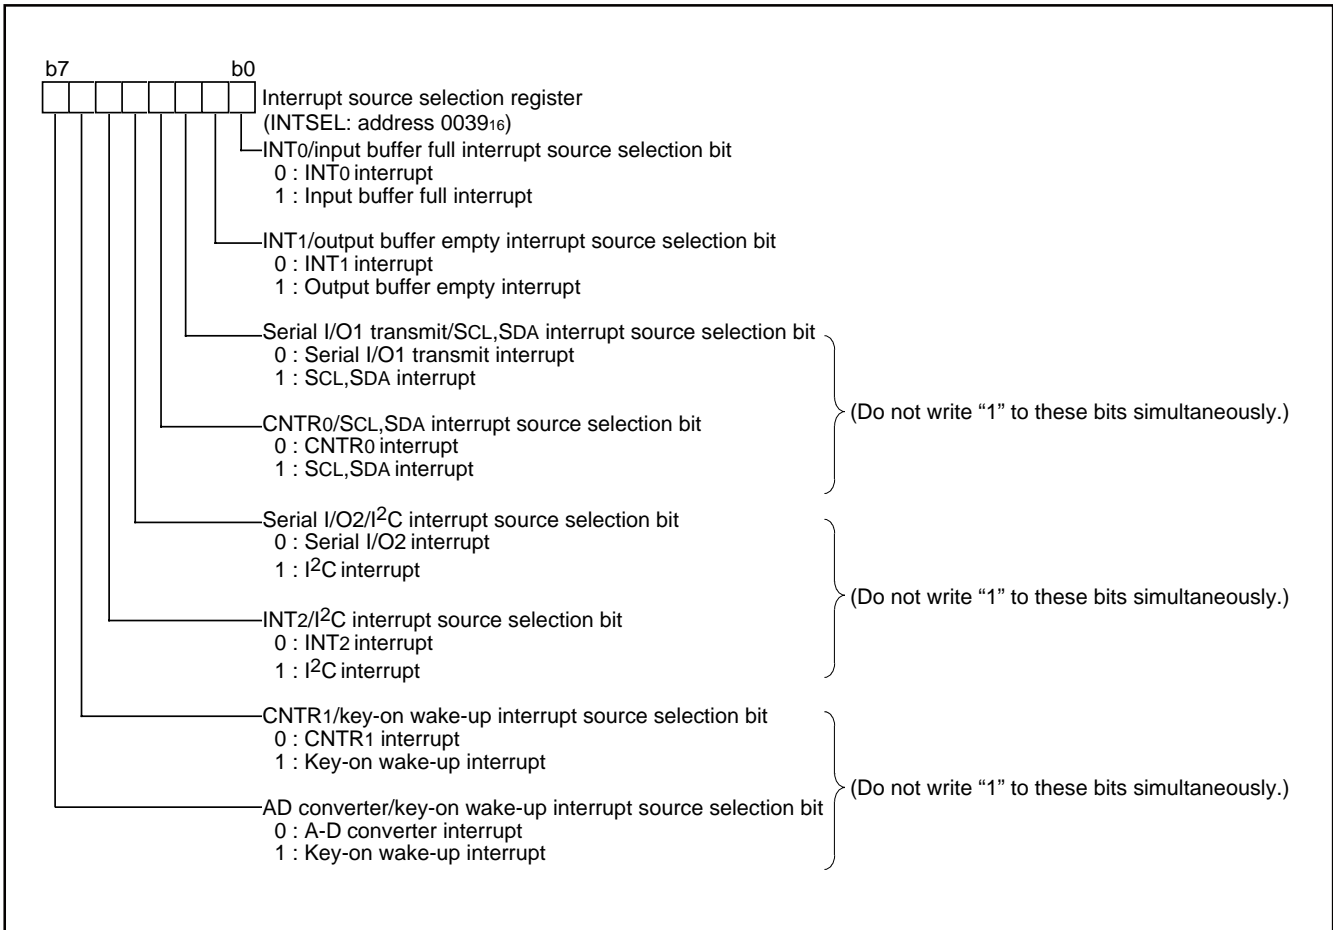 b7 b0
Interrupt source selection register
(INTSEL: address 0039₁₆)
INT0/input buffer full interrupt source selection bit
0 : INT0 interrupt
1 : Input buffer full interrupt
INT1/output buffer empty interrupt source selection bit
0 : INT1 interrupt
1 : Output buffer empty interrupt
Serial I/O1 transmit/SCL,SDA interrupt source selection bit
0 : Serial I/O1 transmit interrupt
1 : SCL,SDA interrupt
(Do not write “1” to these bits simultaneously.)
CNTR0/SCL,SDA interrupt source selection bit
0 : CNTR0 interrupt
1 : SCL,SDA interrupt
Serial I/O2/I²C interrupt source selection bit
0 : Serial I/O2 interrupt
1 : I²C interrupt
(Do not write “1” to these bits simultaneously.)
INT2/I²C interrupt source selection bit
0 : INT2 interrupt
1 : I²C interrupt
CNTR1/key-on wake-up interrupt source selection bit
0 : CNTR1 interrupt
1 : Key-on wake-up interrupt
(Do not write “1” to these bits simultaneously.)
AD converter/key-on wake-up interrupt source selection bit
0 : A-D converter interrupt
1 : Key-on wake-up interrupt